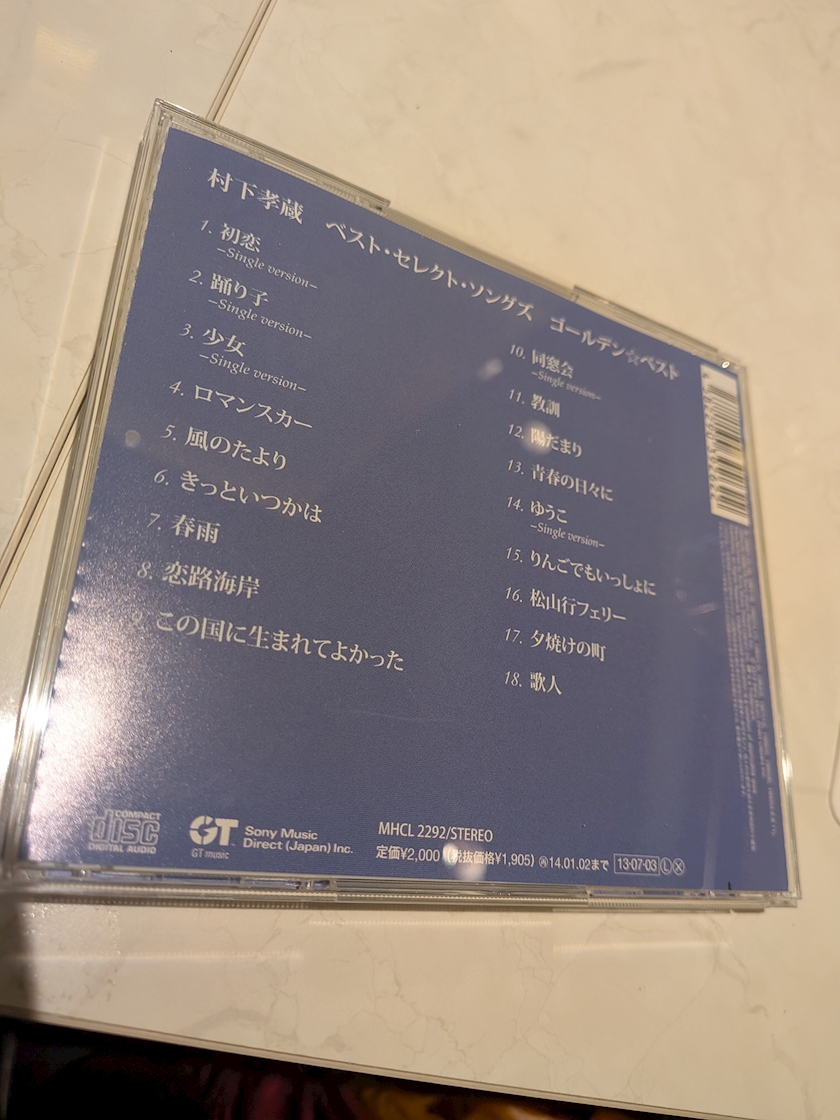 村下孝蔵 ベスト・セレクト・ソングズ ゴールデン☆ベスト
1. 初恋
–Single version–
2. 踊り子
–Single version–
3. 少女
–Single version–
4. ロマンスカー
5. 風のたより
6. きっといつかは
7. 春雨
8. 恋路海岸
9. この国に生まれてよかった
10. 同窓会
–Single version–
11. 教訓
12. 陽だまり
13. 青春の日々に
14. ゆうこ
–Single version–
15. りんごでもいっしょに
16. 松山行フェリー
17. 夕焼けの町
18. 歌人
COMPACT
disc
DIGITAL AUDIO
GT
GT music
Sony Music
Direct (Japan) Inc.
MHCL 2292/STEREO
定価¥2,000 (税抜価格¥1,905) 再14.01.02まで 13·07·03 L X